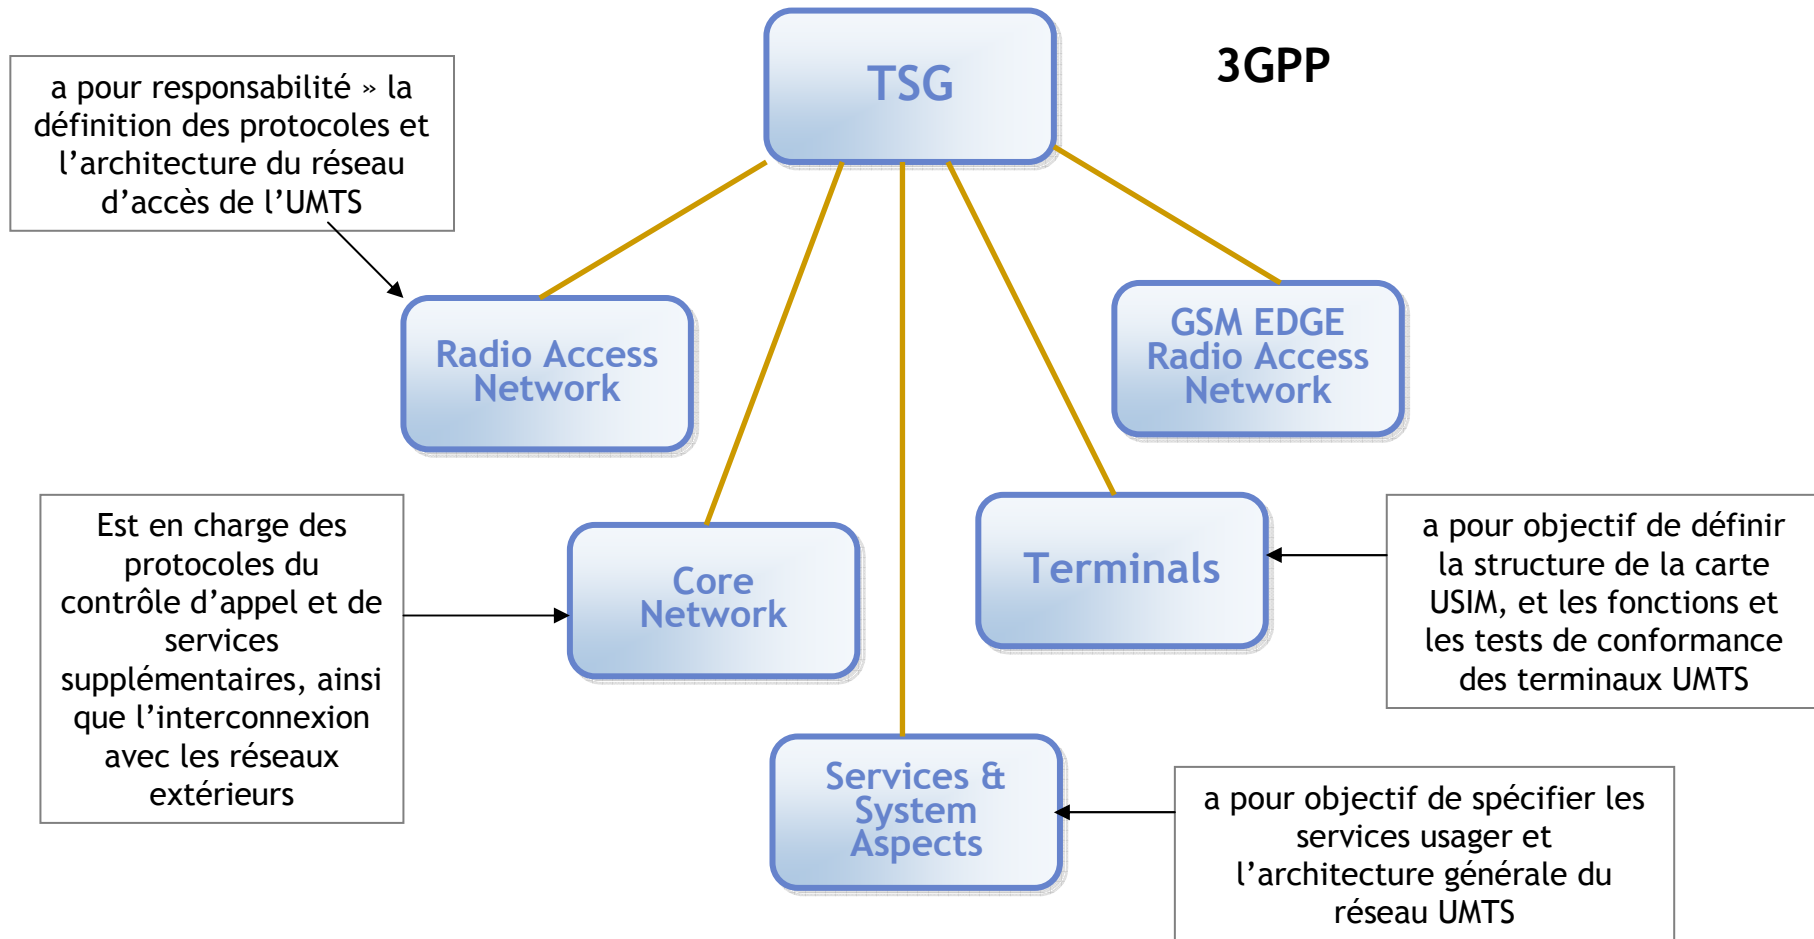 TSG
3GPP
a pour responsabilité » la
définition des protocoles et
l’architecture du réseau
d’accès de l’UMTS
Radio Access
Network
GSM EDGE
Radio Access
Network
Est en charge des
protocoles du
contrôle d’appel et de
services
supplémentaires, ainsi
que l’interconnexion
avec les réseaux
extérieurs
Core
Network
Terminals
a pour objectif de définir
la structure de la carte
USIM, et les fonctions et
les tests de conformance
des terminaux UMTS
Services &
System
Aspects
a pour objectif de spécifier les
services usager et
l’architecture générale du
réseau UMTS